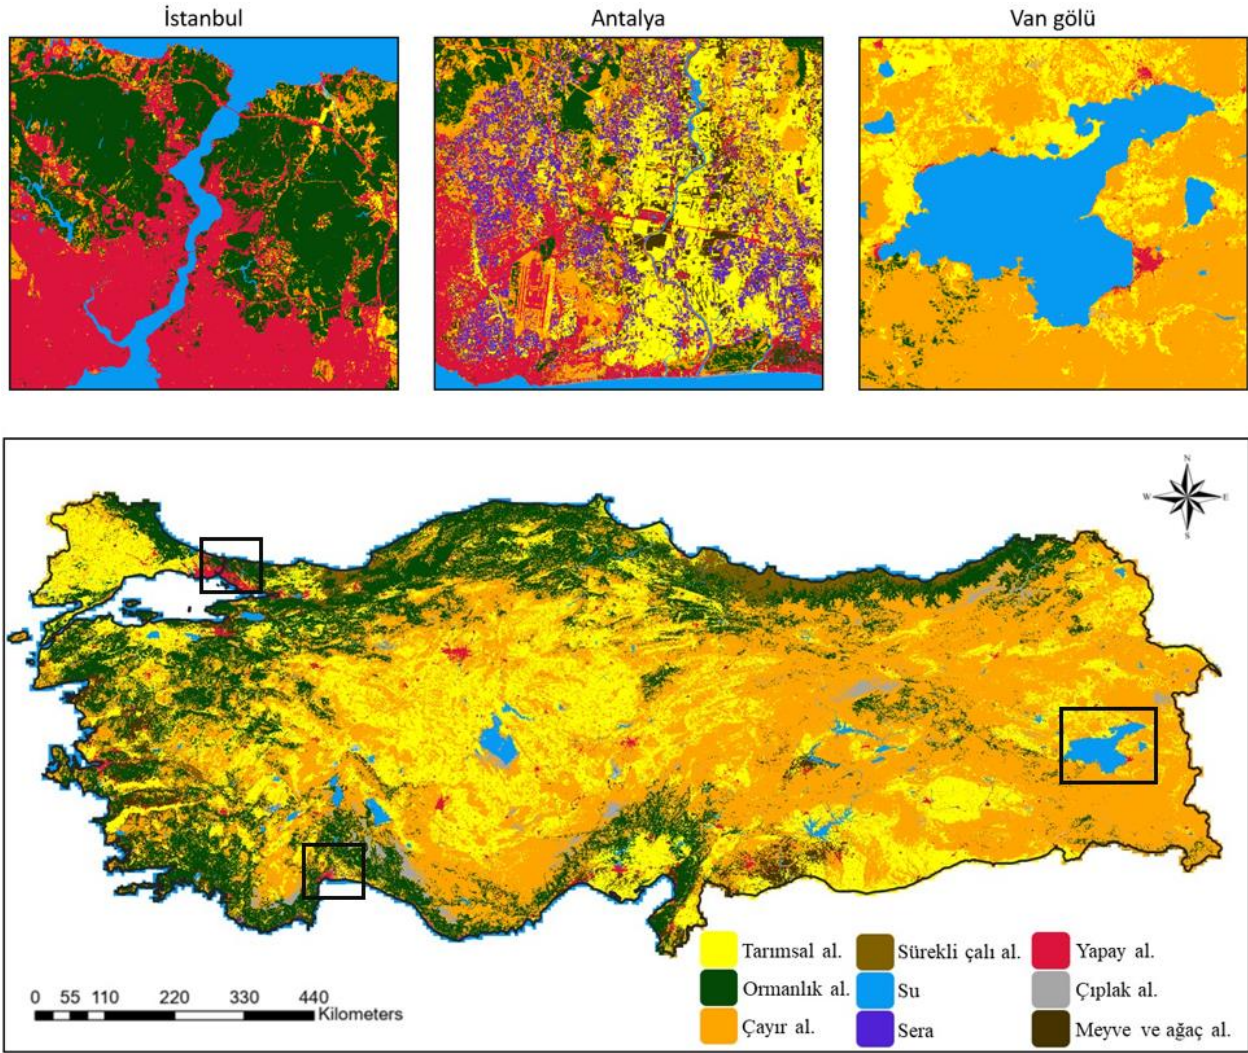 İstanbul
Antalya
Van gölü
N
W
E
S
0 55 110 220 330 440
Kilometers
Tarımsal al.
Ormanlık al.
Çayır al.
Sürekli çalı al.
Su
Sera
Yapay al.
Çıplak al.
Meyve ve ağaç al.